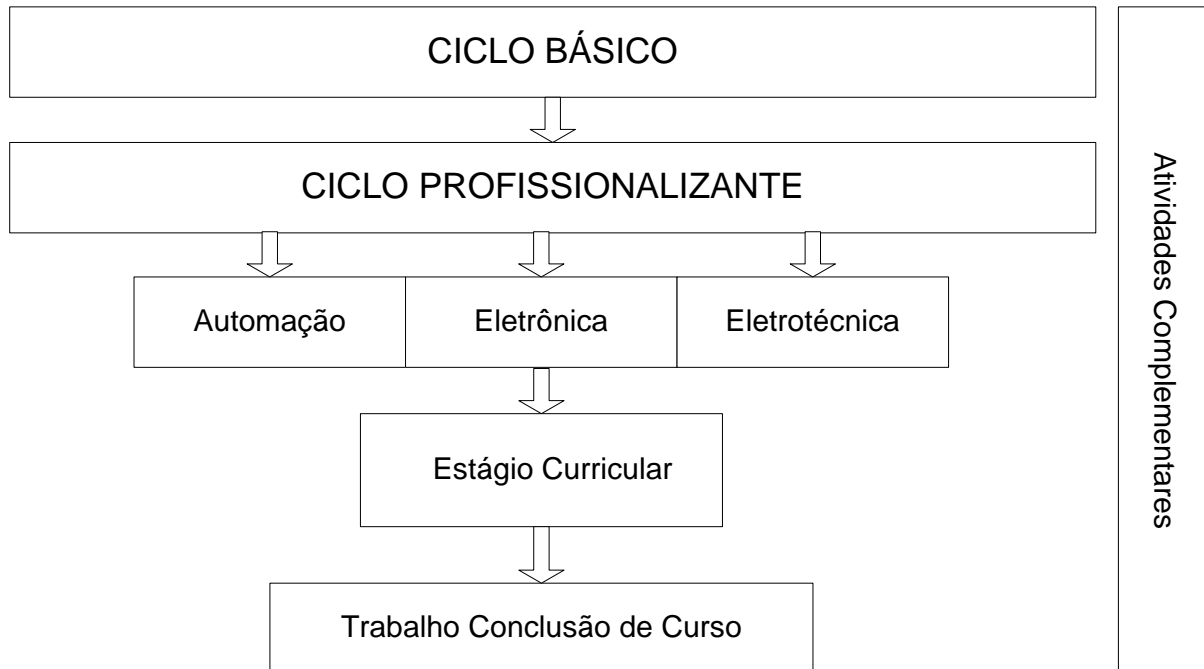 CICLO BÁSICO
CICLO PROFISSIONALIZANTE
Automação
Eletrônica
Eletrotécnica
Estágio Curricular
Trabalho Conclusão de Curso
Atividades Complementares